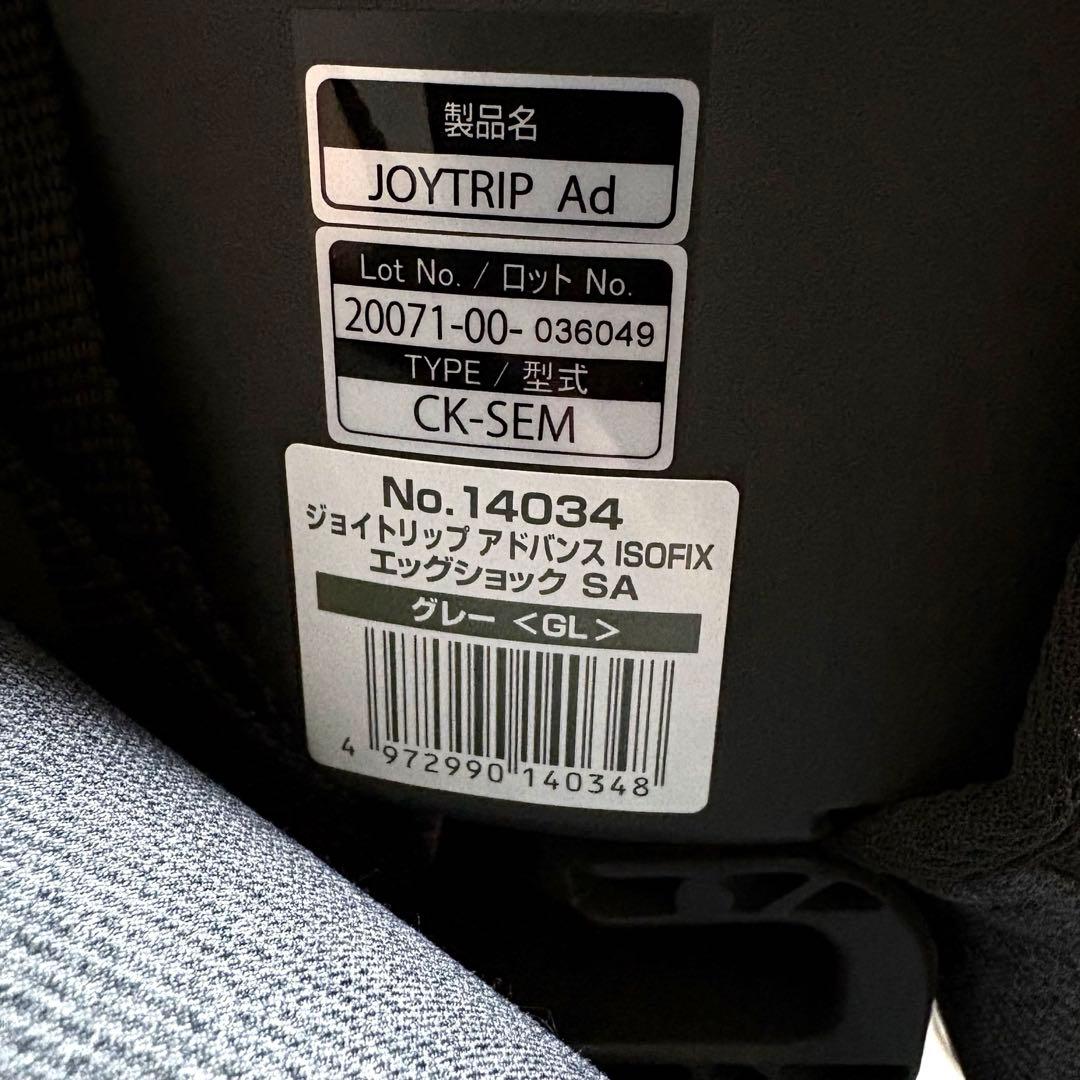 製品名
JOYTRIP Ad
Lot No. / ロット No.
20071-00-036049
TYPE / 型式
CK-SEM
No.14034
ジョイトリップ アドバンス ISOFIX
エッグショック SA
グレー <GL>
4 972990 140348